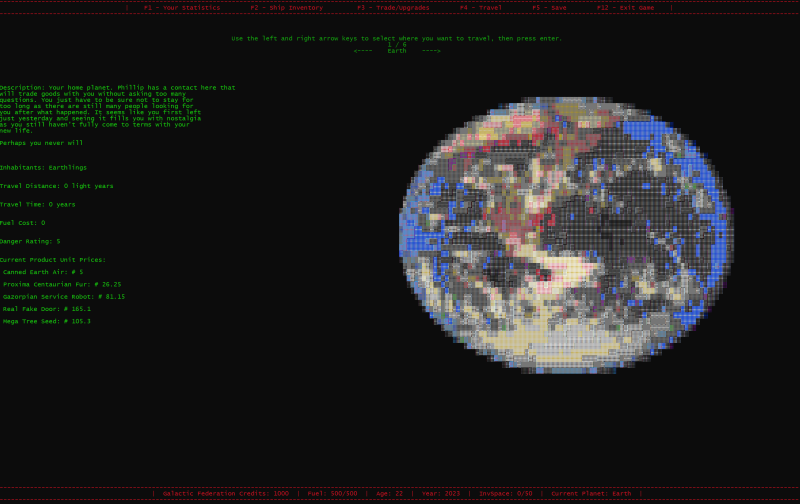 | F1 - Your Statistics F2 - Ship Inventory F3 - Trade/Upgrades F4 - Travel F5 - Save F12 - Exit Game |
Use the left and right arrow keys to select where you want to travel, then press enter.
1 / 6
<---- Earth ---->
Description: Your home planet. Phillip has a contact here that
will trade goods with you without asking too many
questions. You just have to be sure not to stay for
too long as there are still many people looking for
you after what happened. It seems like you first left
just yesterday and seeing it fills you with nostalgia
as you still haven't fully come to terms with your
new life.
Perhaps you never will
Inhabitants: Earthlings
Travel Distance: 0 light years
Travel Time: 0 years
Fuel Cost: 0
Danger Rating: 5
Current Product Unit Prices:
Canned Earth Air: # 5
Proxima Centaurian Fur: # 26.25
Gazorpian Service Robot: # 81.15
Real Fake Door: # 165.1
Mega Tree Seed: # 105.3
| Galactic Federation Credits: 1000 | Fuel: 500/500 | Age: 22 | Year: 2023 | InvSpace: 0/50 | Current Planet: Earth |